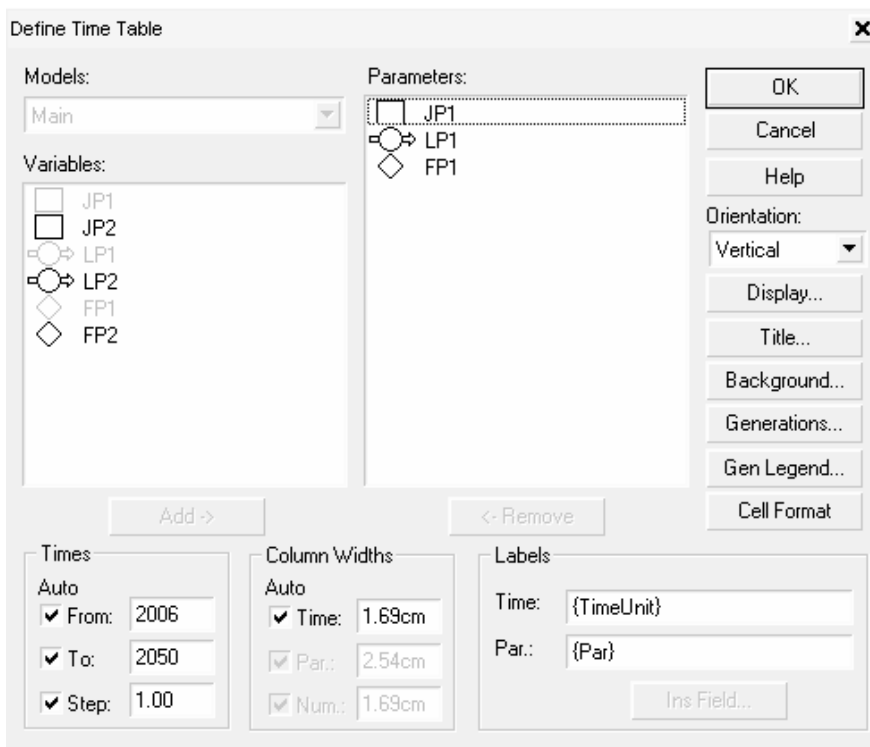 Define Time Table
Models:
Main
Variables:
JP1
JP2
LP1
LP2
FP1
FP2
Add ->
Parameters:
JP1
LP1
FP1
<- Remove
OK
Cancel
Help
Orientation:
Vertical
Display...
Title...
Background...
Generations...
Gen Legend...
Cell Format
Times
Auto
From: 2006
To: 2050
Step: 1.00
Column Widths
Auto
Time: 1.69cm
Par.: 2.54cm
Num.: 1.69cm
Labels
Time: {TimeUnit}
Par.: {Par}
Ins Field...